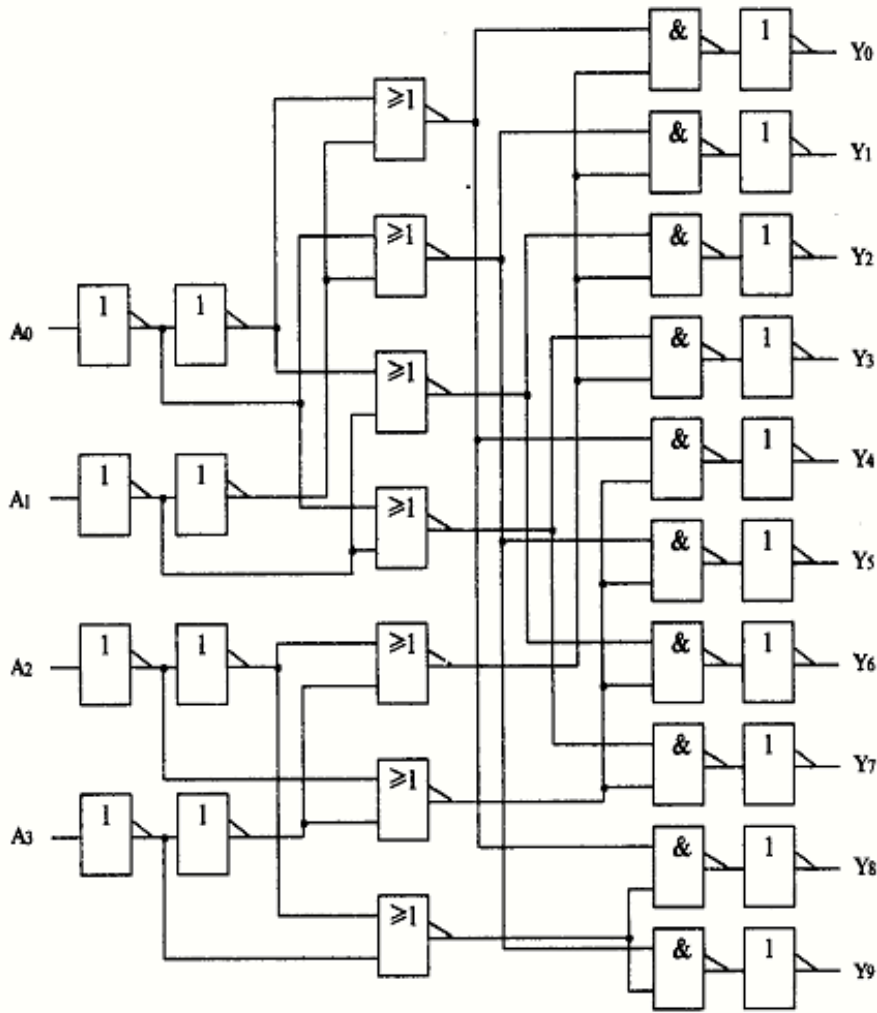 & 1 Y0
≥1
& 1 Y1
≥1
& 1 Y2
A0 1 1
& 1 Y3
≥1
& 1 Y4
A1 1 1
≥1
& 1 Y5
A2 1 1 ≥1
& 1 Y6
≥1
& 1 Y7
A3 1 1
& 1 Y8
≥1
& 1 Y9